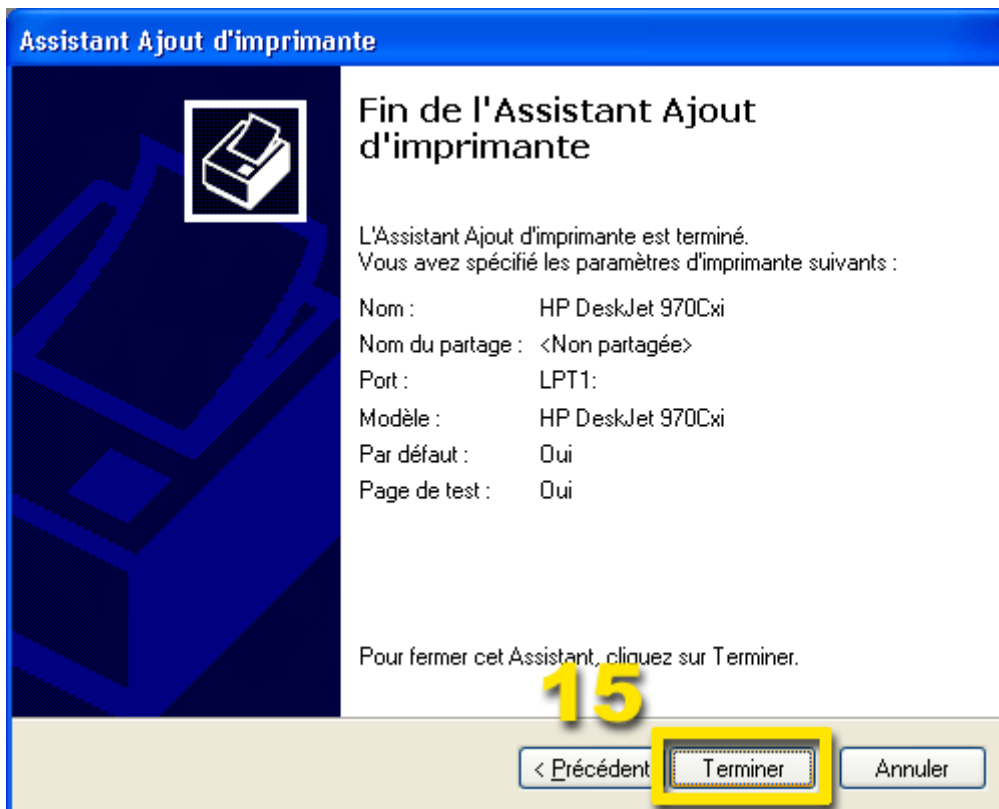 Assistant Ajout d'imprimante
Fin de l'Assistant Ajout
d'imprimante
L'Assistant Ajout d'imprimante est terminé.
Vous avez spécifié les paramètres d'imprimante suivants :
Nom : HP DeskJet 970Cxi
Nom du partage : <Non partagée>
Port : LPT1:
Modèle : HP DeskJet 970Cxi
Par défaut : Oui
Page de test : Oui
Pour fermer cet Assistant, cliquez sur Terminer.
15
< Précédent Terminer Annuler